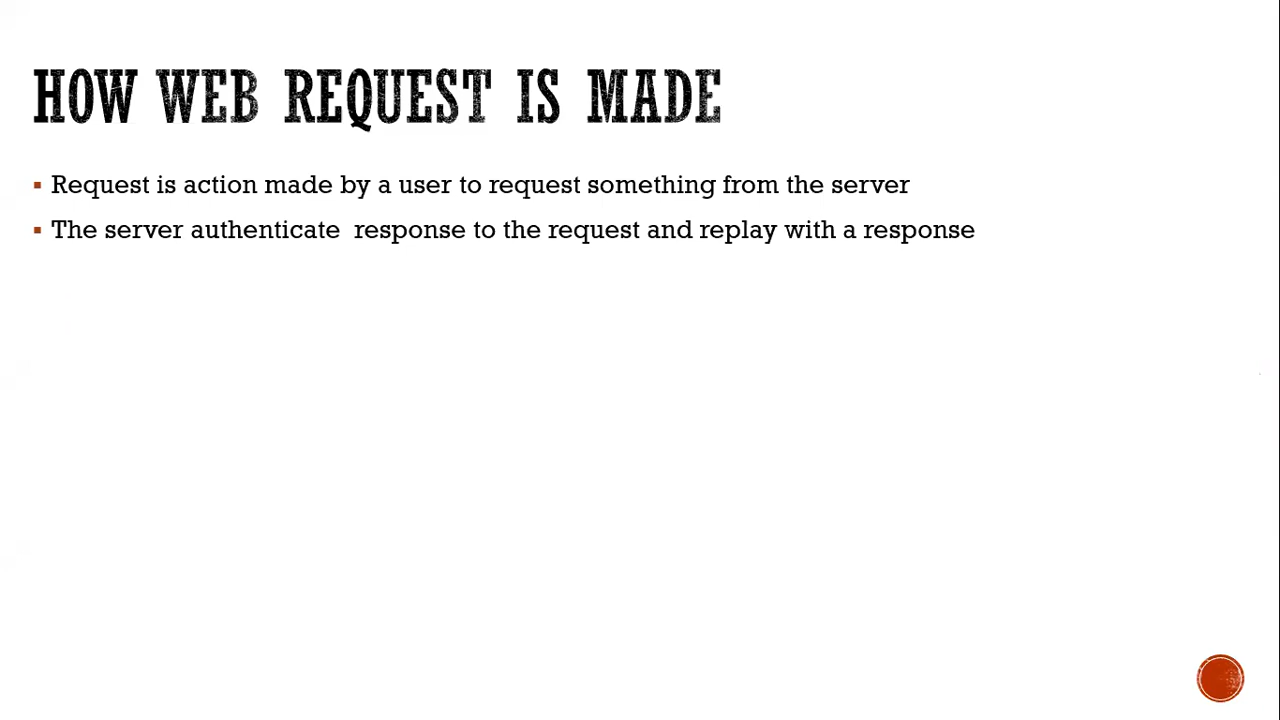 HOW WEB REQUEST IS MADE
▪ Request is action made by a user to request something from the server
▪ The server authenticate  response to the request and replay with a response